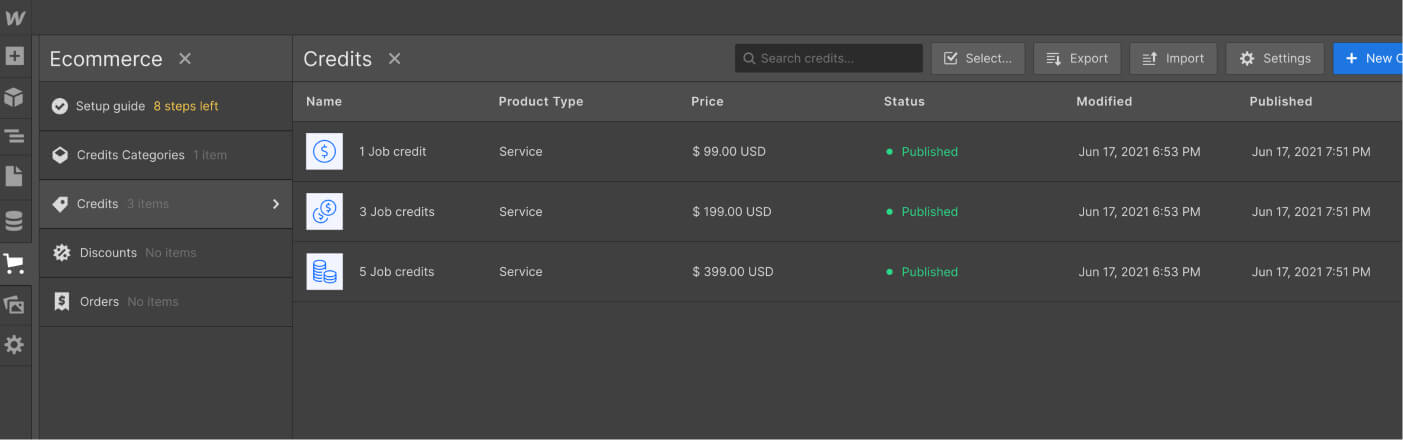 Ecommerce
Credits
Search credits...
Select...
Export
Import
Settings
+ New C
Setup guide 8 steps left
Credits Categories 1 item
Credits 3 items
Discounts No items
Orders No items
Name Product Type Price Status Modified Published
1 Job credit Service $ 99.00 USD Published Jun 17, 2021 6:53 PM Jun 17, 2021 7:51 PM
3 Job credits Service $ 199.00 USD Published Jun 17, 2021 6:53 PM Jun 17, 2021 7:51 PM
5 Job credits Service $ 399.00 USD Published Jun 17, 2021 6:53 PM Jun 17, 2021 7:51 PM